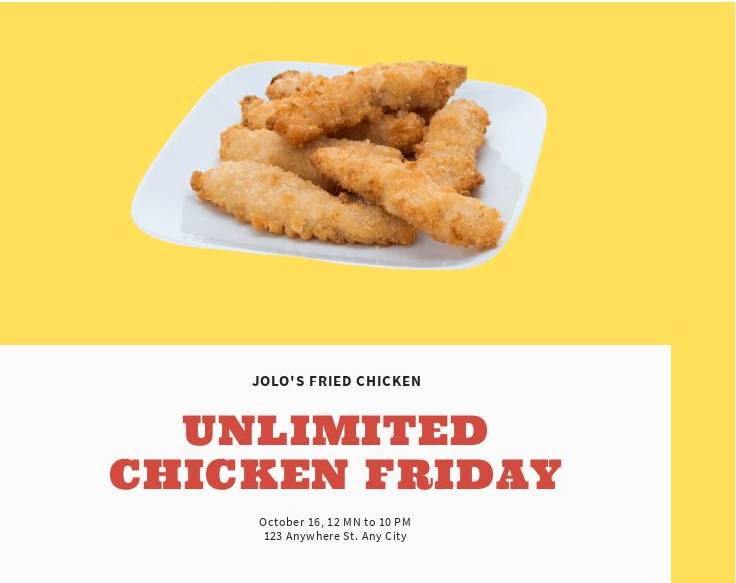 JOLO'S FRIED CHICKEN
UNLIMITED
CHICKEN FRIDAY
October 16, 12 MN to 10 PM
123 Anywhere St. Any City